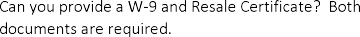 Can you provide a W-9 and Resale Certificate?  Both
documents are required.